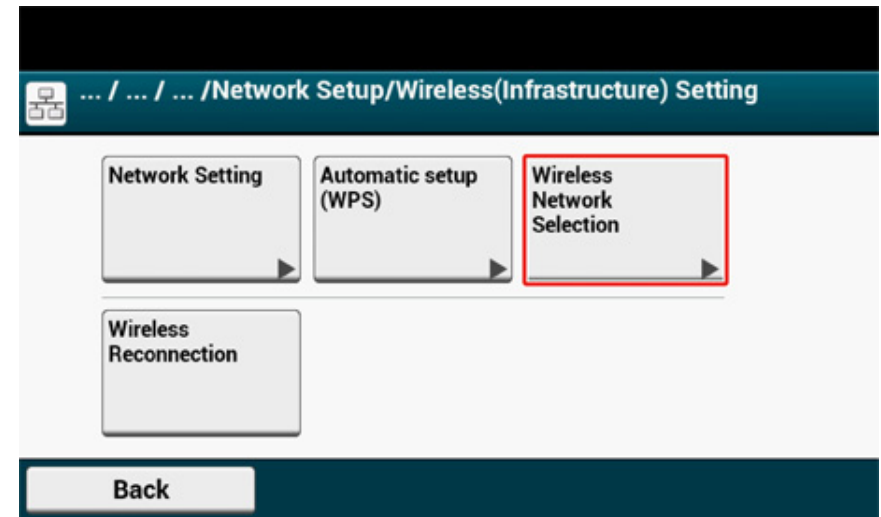 ... / ... / ... /Network Setup/Wireless(Infrastructure) Setting
Network Setting
Automatic setup
(WPS)
Wireless
Network
Selection
Wireless
Reconnection
Back